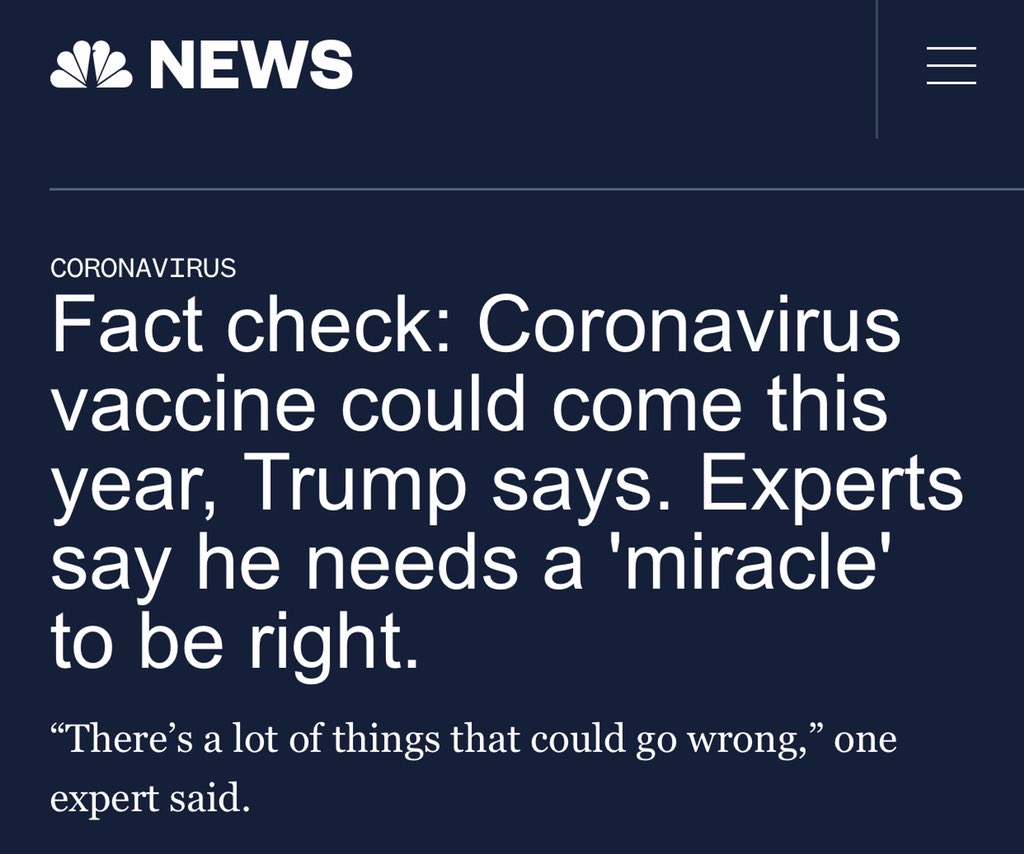 NEWS
CORONAVIRUS
Fact check: Coronavirus
vaccine could come this
year, Trump says. Experts
say he needs a 'miracle'
to be right.
“There’s a lot of things that could go wrong,” one
expert said.